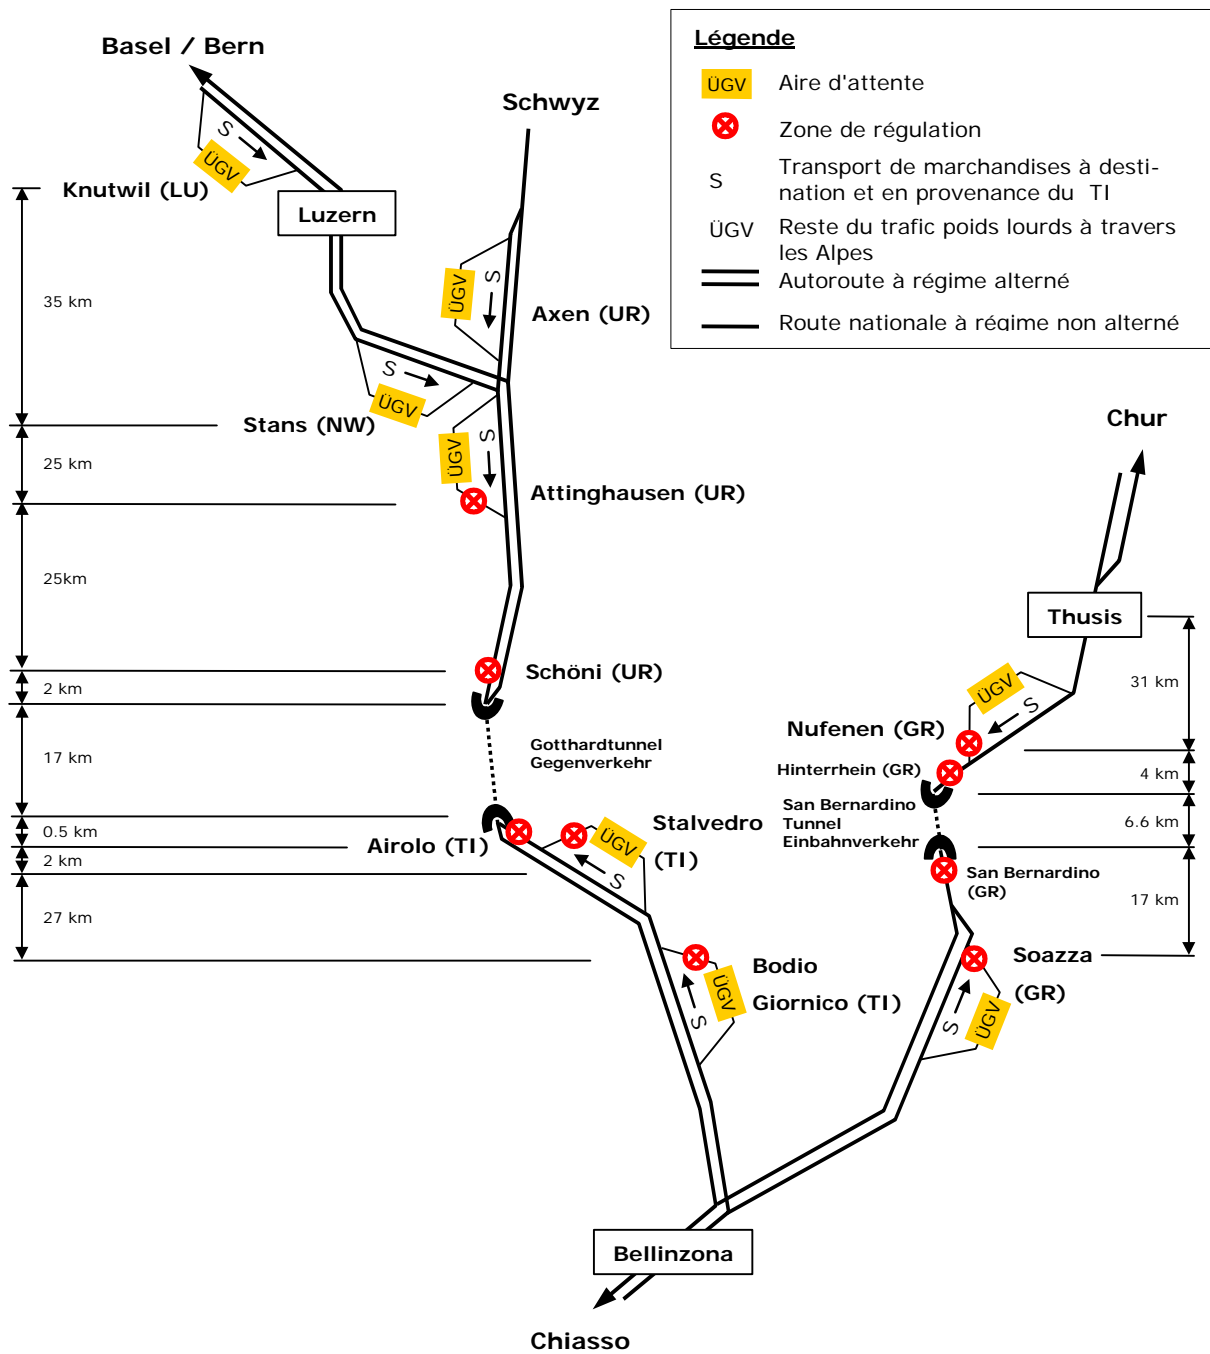 Basel / Bern
Schwyz
Légende
ÜGV Aire d'attente
Zone de régulation
S Transport de marchandises à desti-
nation et en provenance du TI
ÜGV Reste du trafic poids lourds à travers
les Alpes
Autoroute à régime alterné
Route nationale à régime non alterné
S
ÜGV
Knutwil (LU)
Luzern
35 km
S
ÜGV
Axen (UR)
S
ÜGV
Stans (NW)
Chur
25 km
S
ÜGV
Attinghausen (UR)
25km
Thusis
Schöni (UR)
2 km
31 km
ÜGV
S
Nufenen (GR)
Gotthardtunnel
Gegenverkehr
17 km
Hinterrhein (GR)
4 km
San Bernardino
Tunnel
Einbahnverkehr
6.6 km
0.5 km
Airolo (TI)
Stalvedro
(TI)
ÜGV
S
2 km
San Bernardino
(GR)
17 km
27 km
Bodio
Giornico (TI)
ÜGV
S
Soazza
(GR)
ÜGV
S
Bellinzona
Chiasso